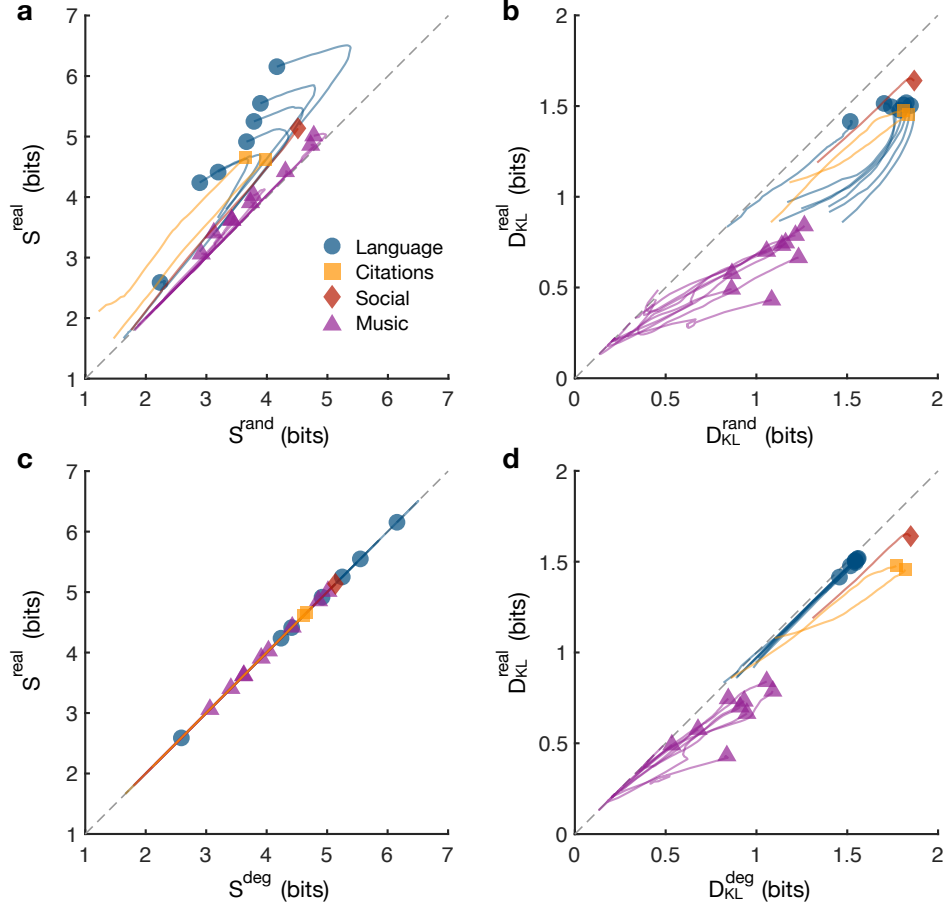 a
7
6
5
4
3
2
1
1 2 3 4 5 6 7
S^real (bits)
S^rand (bits)
Language
Citations
Social
Music
b
2
1.5
1
0.5
0
0 0.5 1 1.5 2
D_KL^real (bits)
D_KL^rand (bits)
c
7
6
5
4
3
2
1
1 2 3 4 5 6 7
S^real (bits)
S^deg (bits)
d
2
1.5
1
0.5
0
0 0.5 1 1.5 2
D_KL^real (bits)
D_KL^deg (bits)